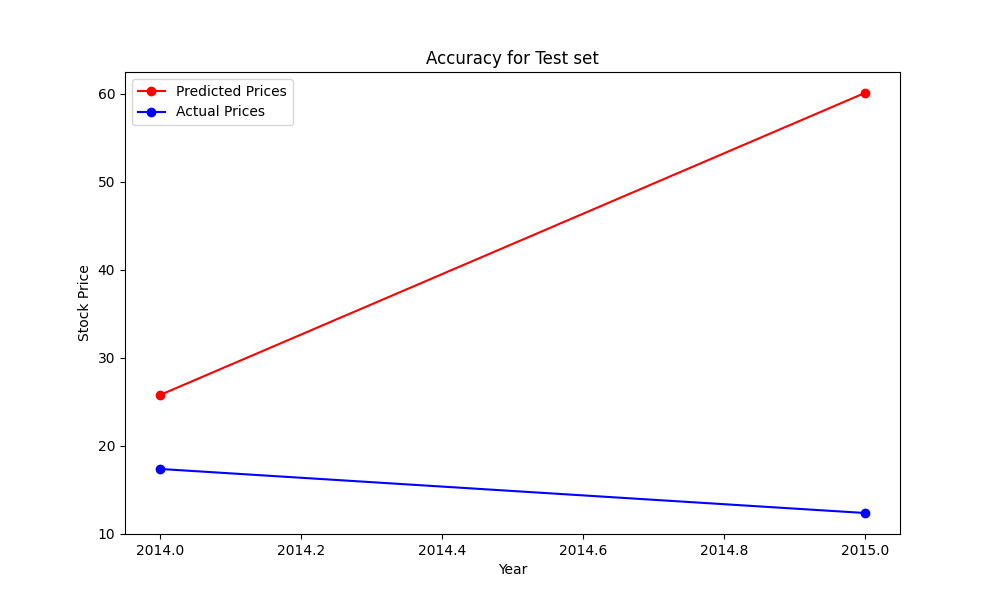 Accuracy for Test set
Predicted Prices
Actual Prices
60
50
40
30
20
10
Stock Price
2014.0 2014.2 2014.4 2014.6 2014.8 2015.0
Year